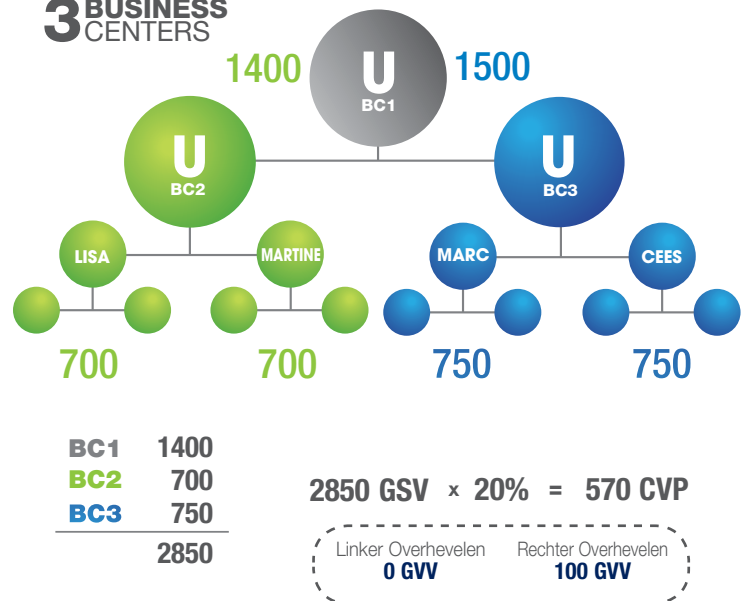 3 BUSINESS
CENTERS
1400
U
BC1
1500
U
BC2
U
BC3
LISA
MARTINE
MARC
CEES
700
700
750
750
BC1 1400
BC2 700
BC3 750
2850
2850 GSV x 20% = 570 CVP
Linker Overhevelen
0 GVV
Rechter Overhevelen
100 GVV